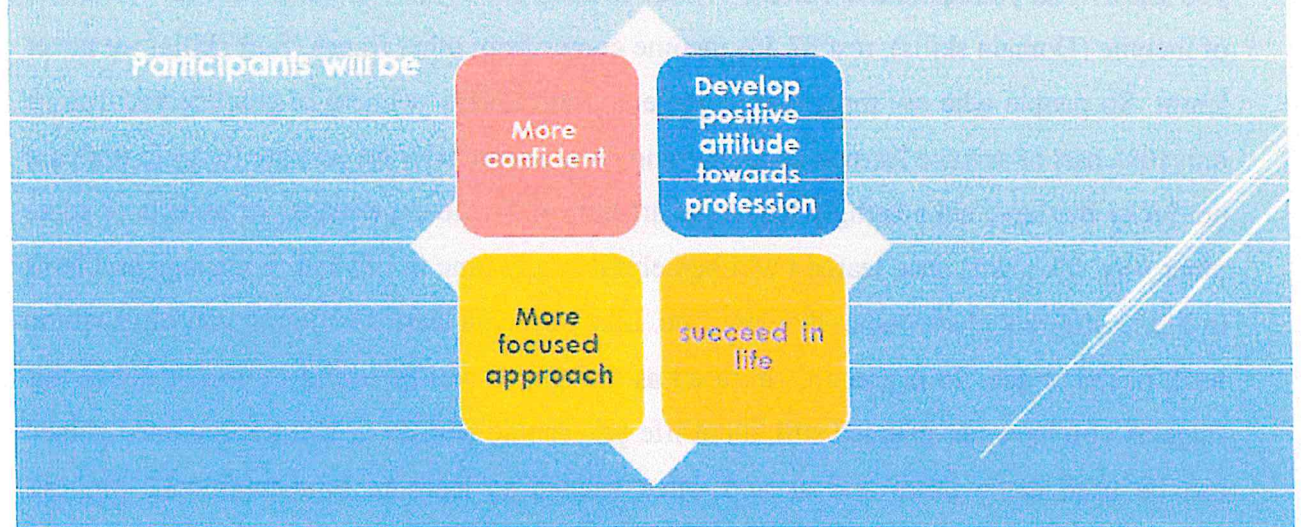 Participants will be
More
confident
Develop
positive
attitude
towards
profession
More
focused
approach
succeed in
life